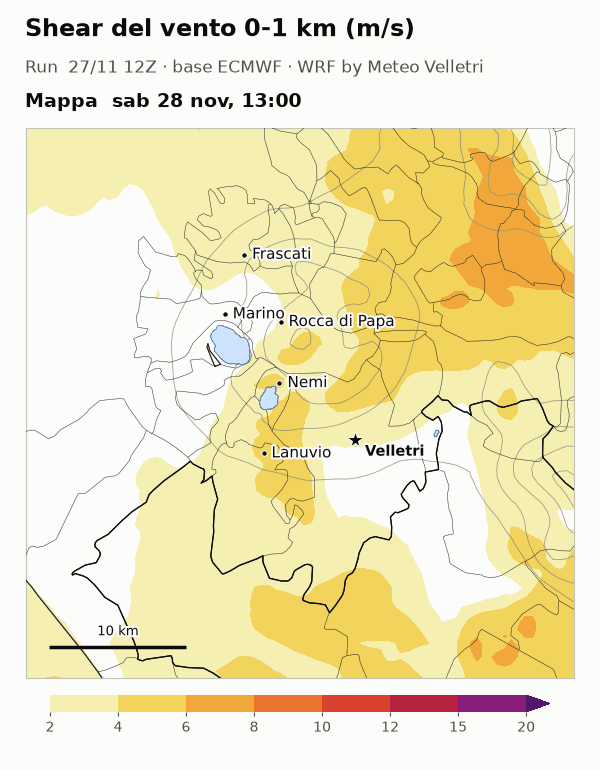 Shear del vento 0-1 km (m/s)
Run  27/11 12Z · base ECMWF · WRF by Meteo Velletri
Mappa  sab 28 nov, 13:00
Frascati
Marino
Rocca di Papa
Nemi
Velletri
Lanuvio
10 km
2 4 6 8 10 12 15 20